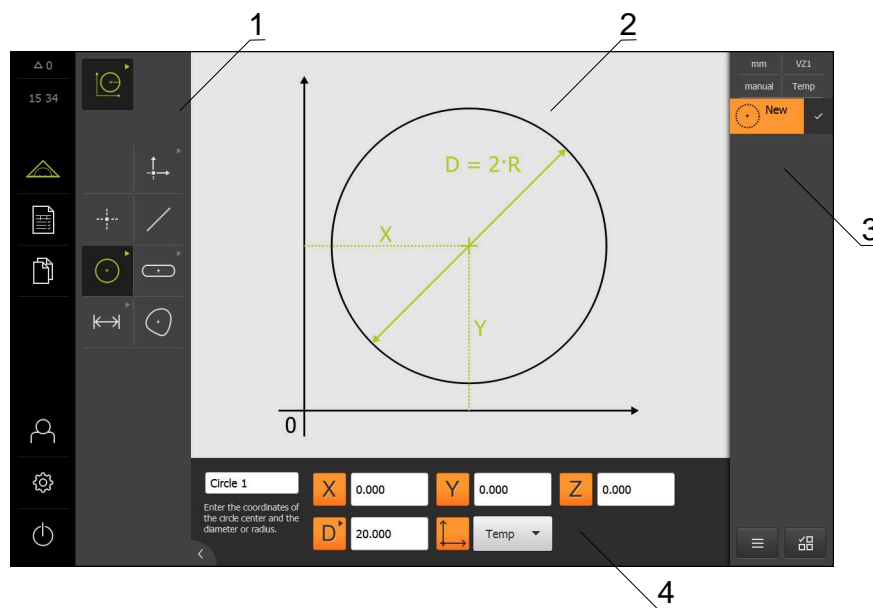 1
2
△ 0
15 34
mm
VZ1
manual
Temp
New
D = 2·R
X
3
Y
0
Circle 1
X
0.000
Y
0.000
Z
0.000
Enter the coordinates of
the circle center and the
diameter or radius.
D
20.000
Temp
4